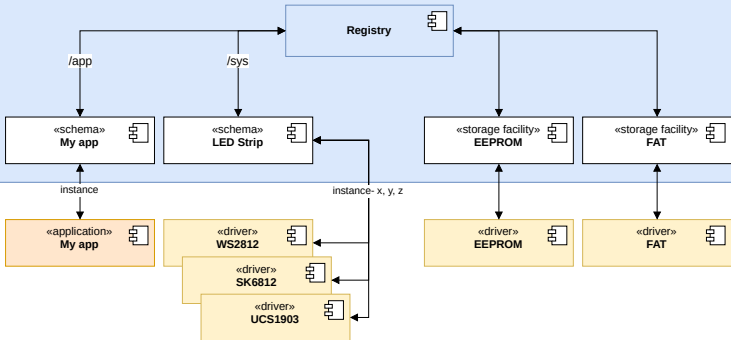 Registry
/app
/sys
«schema»
My app
«schema»
LED Strip
«storage facility»
EEPROM
«storage facility»
FAT
instance
instance- x, y, z
«application»
My app
«driver»
WS2812
«driver»
SK6812
«driver»
UCS1903
«driver»
EEPROM
«driver»
FAT